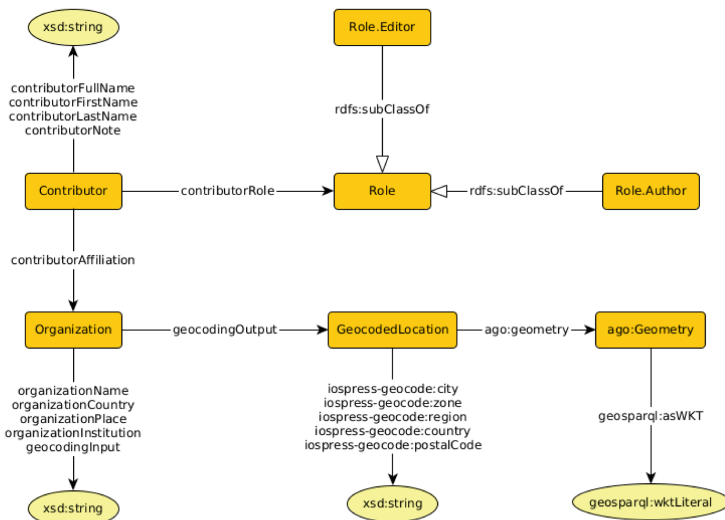 xsd:string
Role.Editor
contributorFullName
contributorFirstName
contributorLastName
contributorNote
rdfs:subClassOf
Contributor
contributorRole
Role
rdfs:subClassOf
Role.Author
contributorAffiliation
Organization
geocodingOutput
GeocodedLocation
ago:geometry
ago:Geometry
organizationName
organizationCountry
organizationPlace
organizationInstitution
geocodingInput
iospress-geocode:city
iospress-geocode:zone
iospress-geocode:region
iospress-geocode:country
iospress-geocode:postalCode
geosparql:asWKT
xsd:string
xsd:string
geosparql:wktLiteral